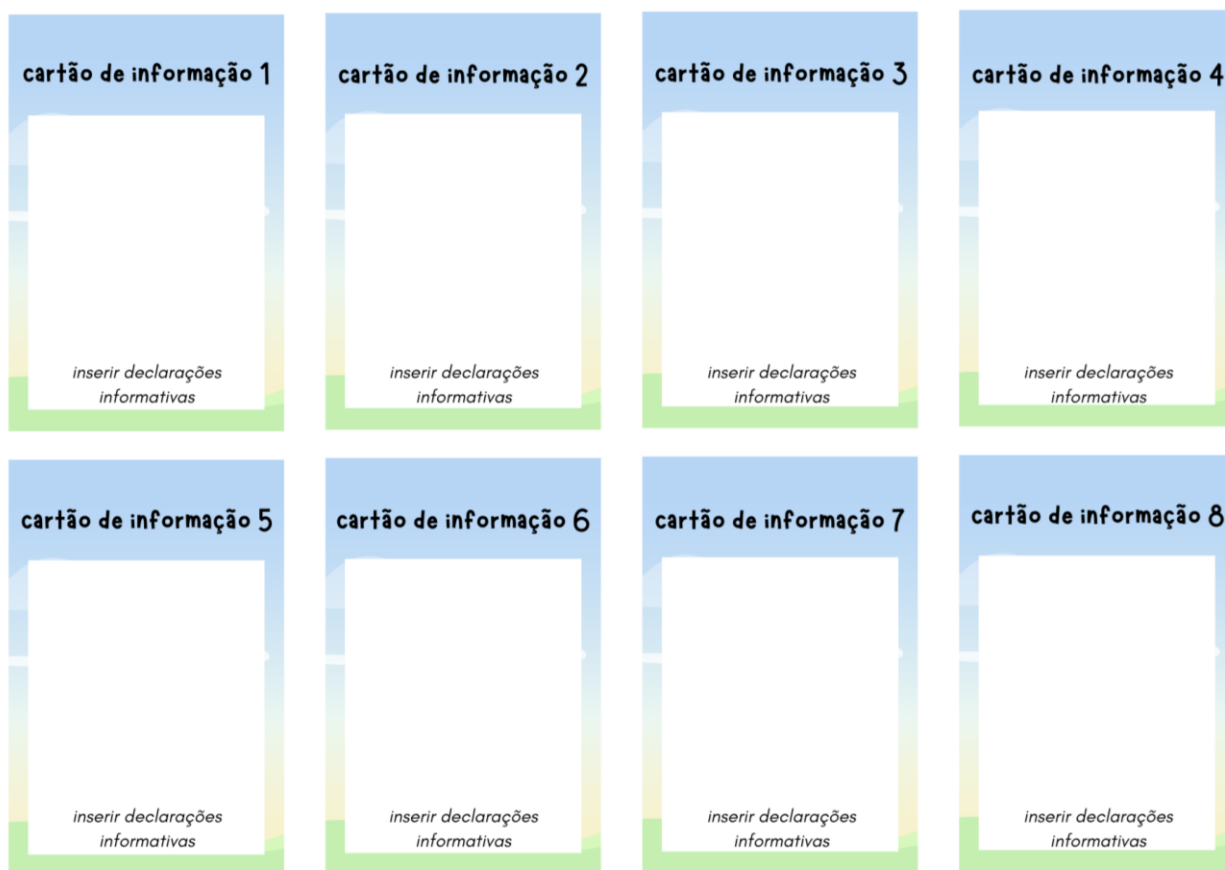 cartão de informação 1
inserir declarações
informativas
cartão de informação 2
inserir declarações
informativas
cartão de informação 3
inserir declarações
informativas
cartão de informação 4
inserir declarações
informativas
cartão de informação 5
inserir declarações
informativas
cartão de informação 6
inserir declarações
informativas
cartão de informação 7
inserir declarações
informativas
cartão de informação 8
inserir declarações
informativas